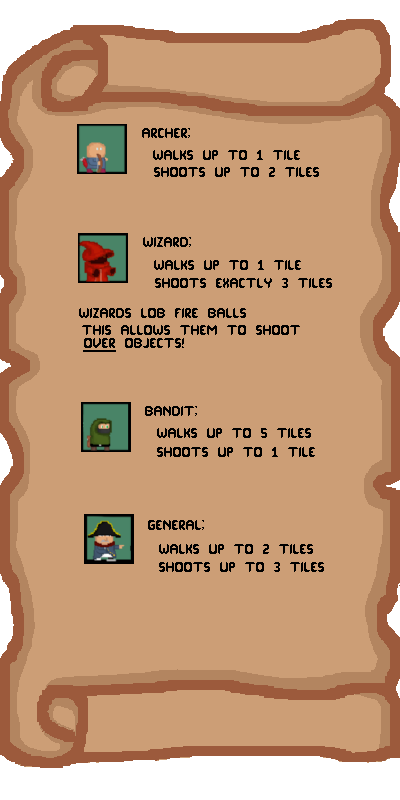 ARCHER:
WALKS UP TO 1 TILE
SHOOTS UP TO 2 TILES
WIZARD:
WALKS UP TO 1 TILE
SHOOTS EXACTLY 3 TILES
WIZARDS LOB FIRE BALLS
THIS ALLOWS THEM TO SHOOT
OVER OBJECTS!
BANDIT:
WALKS UP TO 5 TILES
SHOOTS UP TO 1 TILE
GENERAL:
WALKS UP TO 2 TILES
SHOOTS UP TO 3 TILES